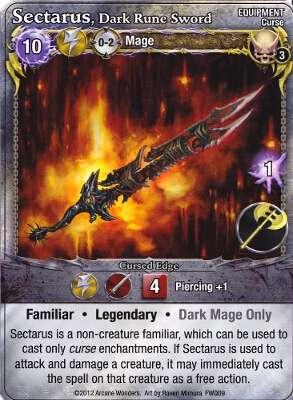 Sectarus, Dark Rune Sword
EQUIPMENT
Curse
10
0-2 Mage
3
1
Cursed Edge
4 Piercing +1
Familiar • Legendary • Dark Mage Only
Sectarus is a non-creature familiar, which can be used
to cast only curse enchantments. If Sectarus is used to
attack and damage a creature, it may immediately cast
the spell on that creature as a free action.
©2012 Arcane Wonders. Art by Raven Mimura FWG09